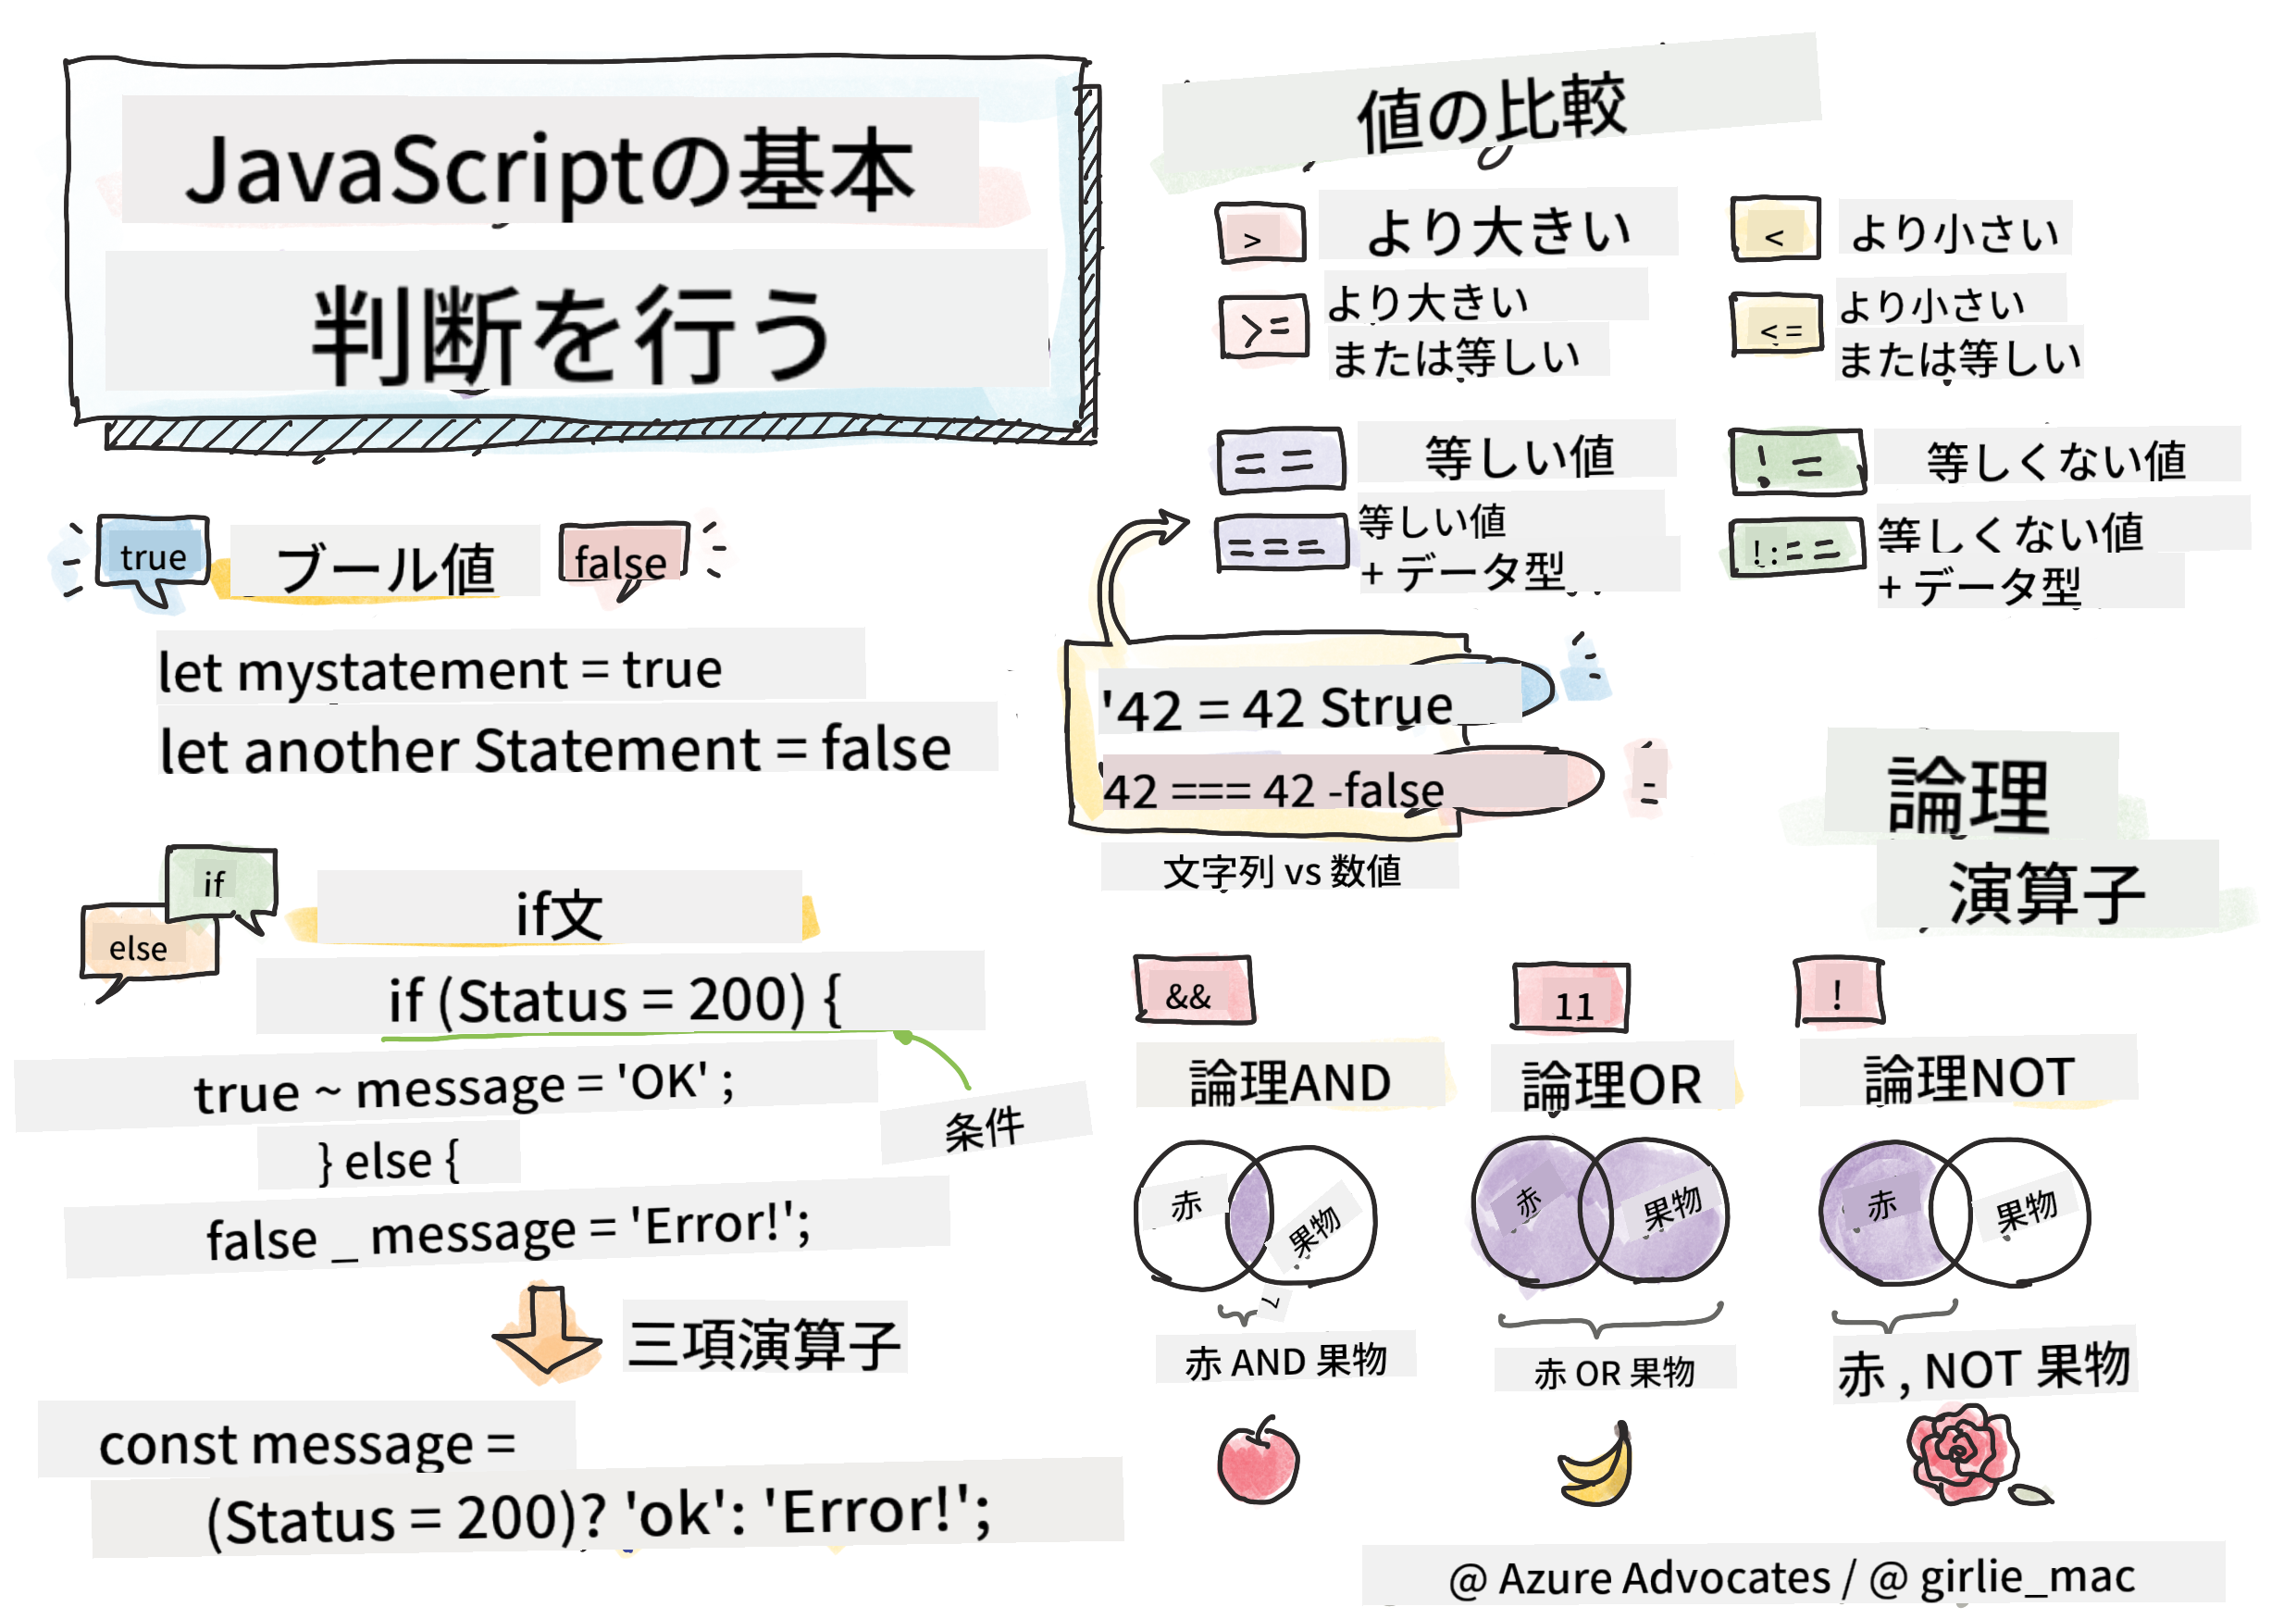 JavaScriptの基本
判断を行う
true
ブール値
false
let mystatement = true
let another Statement = false
if
else
if文
if (Status = 200) {
条件
true ~ message = 'OK' ;
} else {
false _ message = 'Error!';
三項演算子
const message =
(Status = 200)? 'ok': 'Error!';
値の比較
>
より大きい
<
より小さい
>=
より大きい
または等しい
<=
より小さい
または等しい
==
等しい値
!=
等しくない値
===
等しい値
+ データ型
!:==
等しくない値
+ データ型
'42 = 42 Strue
42 === 42 -false
-
文字列 vs 数値
論理
演算子
&&
論理AND
赤
果物
7
赤 AND 果物
11
論理OR
赤
果物
赤 OR 果物
!
論理NOT
赤
果物
赤 , NOT 果物
@ Azure Advocates / @ girlie_mac